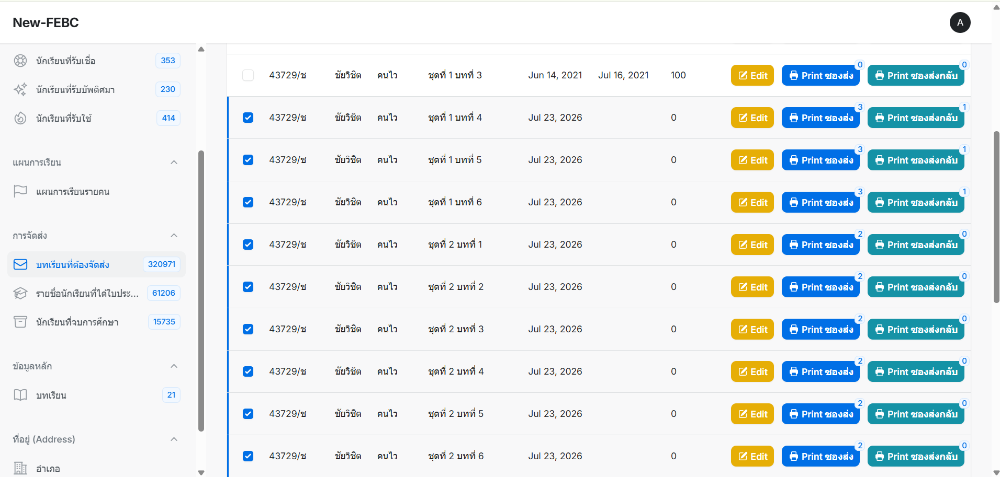 New-FEBC
A
นักเรียนที่รับเชื่อ 353
นักเรียนที่รับบัพติศมา 230
นักเรียนที่รับใช้ 414
แผนการเรียน
แผนการเรียนรายคน
การจัดส่ง
บทเรียนที่ต้องจัดส่ง 320971
รายชื่อนักเรียนที่ได้ใบประ... 61206
นักเรียนที่จบการศึกษา 15735
ข้อมูลหลัก
บทเรียน 21
ที่อยู่ (Address)
อำเภอ
43729/ช ชัยวิชิต คนไว ชุดที่ 1 บทที่ 3 Jun 14, 2021 Jul 16, 2021 100 Edit Print ซองส่ง 0 Print ซองส่งกลับ 0
43729/ช ชัยวิชิต คนไว ชุดที่ 1 บทที่ 4 Jul 23, 2026 0 Edit Print ซองส่ง 3 Print ซองส่งกลับ 1
43729/ช ชัยวิชิต คนไว ชุดที่ 1 บทที่ 5 Jul 23, 2026 0 Edit Print ซองส่ง 3 Print ซองส่งกลับ 1
43729/ช ชัยวิชิต คนไว ชุดที่ 1 บทที่ 6 Jul 23, 2026 0 Edit Print ซองส่ง 3 Print ซองส่งกลับ 1
43729/ช ชัยวิชิต คนไว ชุดที่ 2 บทที่ 1 Jul 23, 2026 0 Edit Print ซองส่ง 2 Print ซองส่งกลับ 0
43729/ช ชัยวิชิต คนไว ชุดที่ 2 บทที่ 2 Jul 23, 2026 0 Edit Print ซองส่ง 2 Print ซองส่งกลับ 0
43729/ช ชัยวิชิต คนไว ชุดที่ 2 บทที่ 3 Jul 23, 2026 0 Edit Print ซองส่ง 2 Print ซองส่งกลับ 0
43729/ช ชัยวิชิต คนไว ชุดที่ 2 บทที่ 4 Jul 23, 2026 0 Edit Print ซองส่ง 2 Print ซองส่งกลับ 0
43729/ช ชัยวิชิต คนไว ชุดที่ 2 บทที่ 5 Jul 23, 2026 0 Edit Print ซองส่ง 2 Print ซองส่งกลับ 0
43729/ช ชัยวิชิต คนไว ชุดที่ 2 บทที่ 6 Jul 23, 2026 0 Edit Print ซองส่ง 2 Print ซองส่งกลับ 0